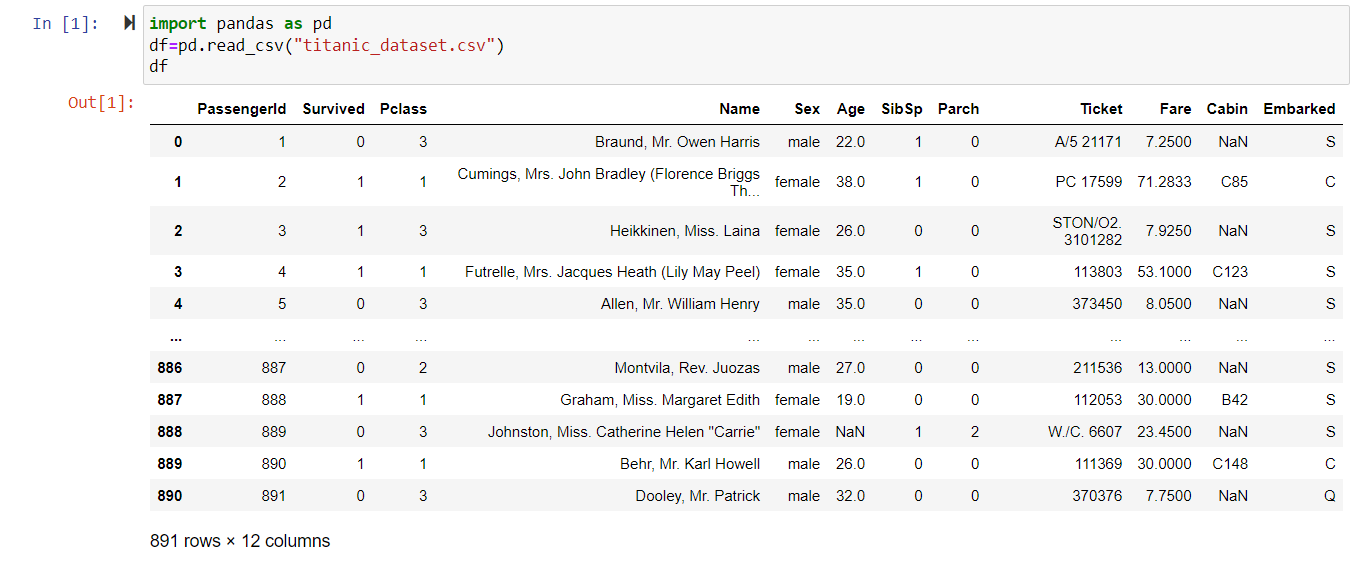 In [1]: import pandas as pd
df=pd.read_csv("titanic_dataset.csv")
df
Out[1]:
PassengerId Survived Pclass Name Sex Age SibSp Parch Ticket Fare Cabin Embarked
0 1 0 3 Braund, Mr. Owen Harris male 22.0 1 0 A/5 21171 7.2500 NaN S
1 2 1 1 Cumings, Mrs. John Bradley (Florence Briggs Th... female 38.0 1 0 PC 17599 71.2833 C85 C
2 3 1 3 Heikkinen, Miss. Laina female 26.0 0 0 STON/O2. 3101282 7.9250 NaN S
3 4 1 1 Futrelle, Mrs. Jacques Heath (Lily May Peel) female 35.0 1 0 113803 53.1000 C123 S
4 5 0 3 Allen, Mr. William Henry male 35.0 0 0 373450 8.0500 NaN S
... ... ... ... ... ... ... ... ... ... ... ... ...
886 887 0 2 Montvila, Rev. Juozas male 27.0 0 0 211536 13.0000 NaN S
887 888 1 1 Graham, Miss. Margaret Edith female 19.0 0 0 112053 30.0000 B42 S
888 889 0 3 Johnston, Miss. Catherine Helen "Carrie" female NaN 1 2 W./C. 6607 23.4500 NaN S
889 890 1 1 Behr, Mr. Karl Howell male 26.0 0 0 111369 30.0000 C148 C
890 891 0 3 Dooley, Mr. Patrick male 32.0 0 0 370376 7.7500 NaN Q
891 rows × 12 columns